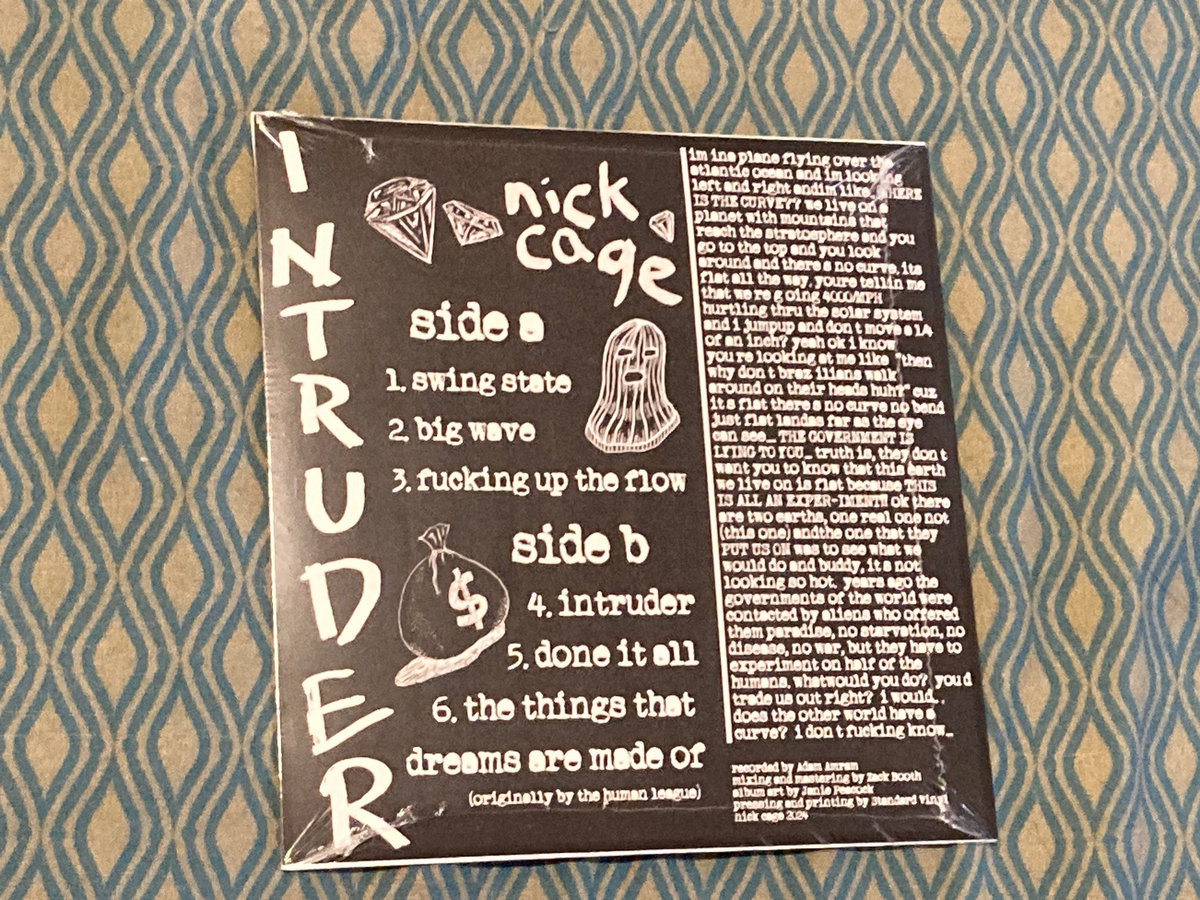 INTRUDER
nick
cage
side a
1. swing state
2. big wave
3. fucking up the flow
side b
4. intruder
5. done it all
6. the things that
dreams are made of
(originally by the human league)
im ina plane flying over the
atlantic ocean and im looking
left and right andim like_ WHERE
IS THE CURVE?? we live on a
planet with mountains that
reach the stratosphere and you
go to the top and you look
around and there s no curve, its
flat all the way. youre tellin me
that we re g oing 4000/MPH
hurtling thru the solar system
and i jumpup and don t move a 1/4
of an inch? yeah ok i know
you re looking at me like "then
why don t braz ilians walk
around on their heads huh?" cuz
it s flat there s no curve no bend
just flat landas far as the eye
can see_ THE GOVERNMENT IS
LYING TO YOU_ truth is, they don t
want you to know that this earth
we live on is flat because THIS
IS ALL AN EXPER-IMENT!! ok there
are two earths, one real one not
(this one) andthe one that they
PUT US ON was to see what we
would do and buddy, it s not
looking so hot. years ago the
governments of the world were
contacted by aliens who offered
them paradise, no starvation, no
disease, no war, but they have to
experiment on half of the
humans, whatwould you do? you d
trade us out right? i would. .
does the other world have a
curve? i don t fucking know_
recorded by Adam Amram
mixing and mastering by Zack Booth
album art by Janie Peacock
pressing and printing by Standard Vinyl
nick cage 2024